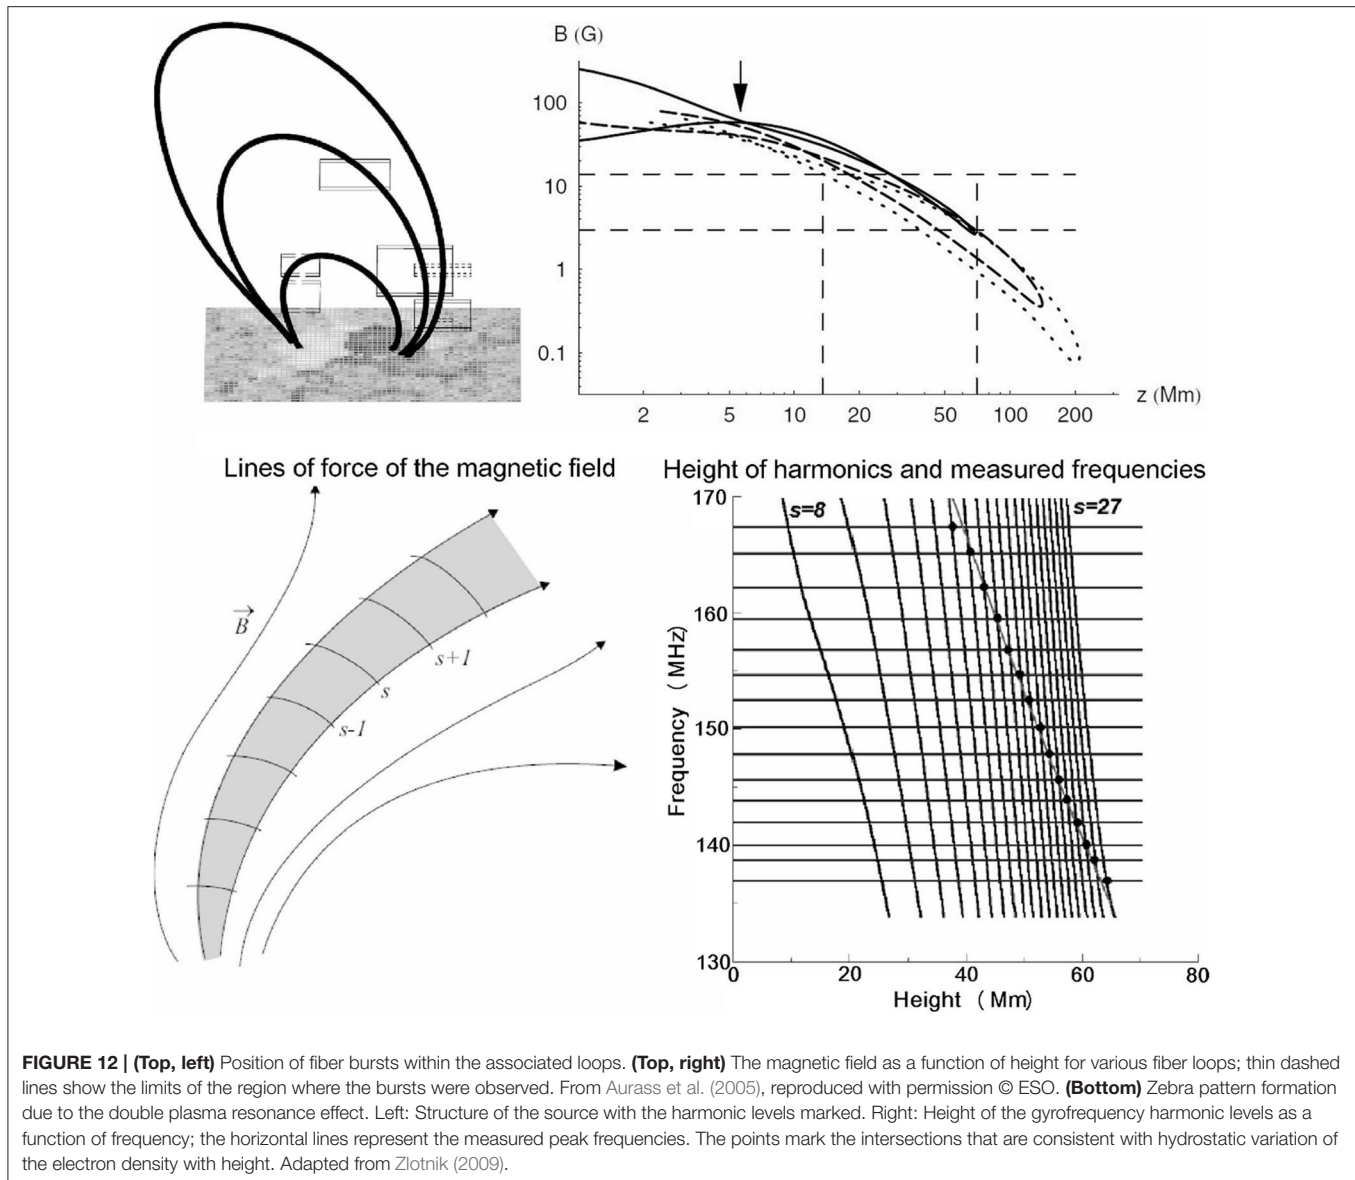 B (G)
100
10
1
0.1
2 5 10 20 50 100 200
z (Mm)
Lines of force of the magnetic field
B
s+1
s
s-1
Height of harmonics and measured frequencies
170
160
150
140
130
s=8
s=27
Frequency ( MHz)
0 20 40 60 80
Height ( Mm)
FIGURE 12 | (Top, left) Position of fiber bursts within the associated loops. (Top, right) The magnetic field as a function of height for various fiber loops; thin dashed
lines show the limits of the region where the bursts were observed. From Aurass et al. (2005), reproduced with permission © ESO. (Bottom) Zebra pattern formation
due to the double plasma resonance effect. Left: Structure of the source with the harmonic levels marked. Right: Height of the gyrofrequency harmonic levels as a
function of frequency; the horizontal lines represent the measured peak frequencies. The points mark the intersections that are consistent with hydrostatic variation of
the electron density with height. Adapted from Zlotnik (2009).